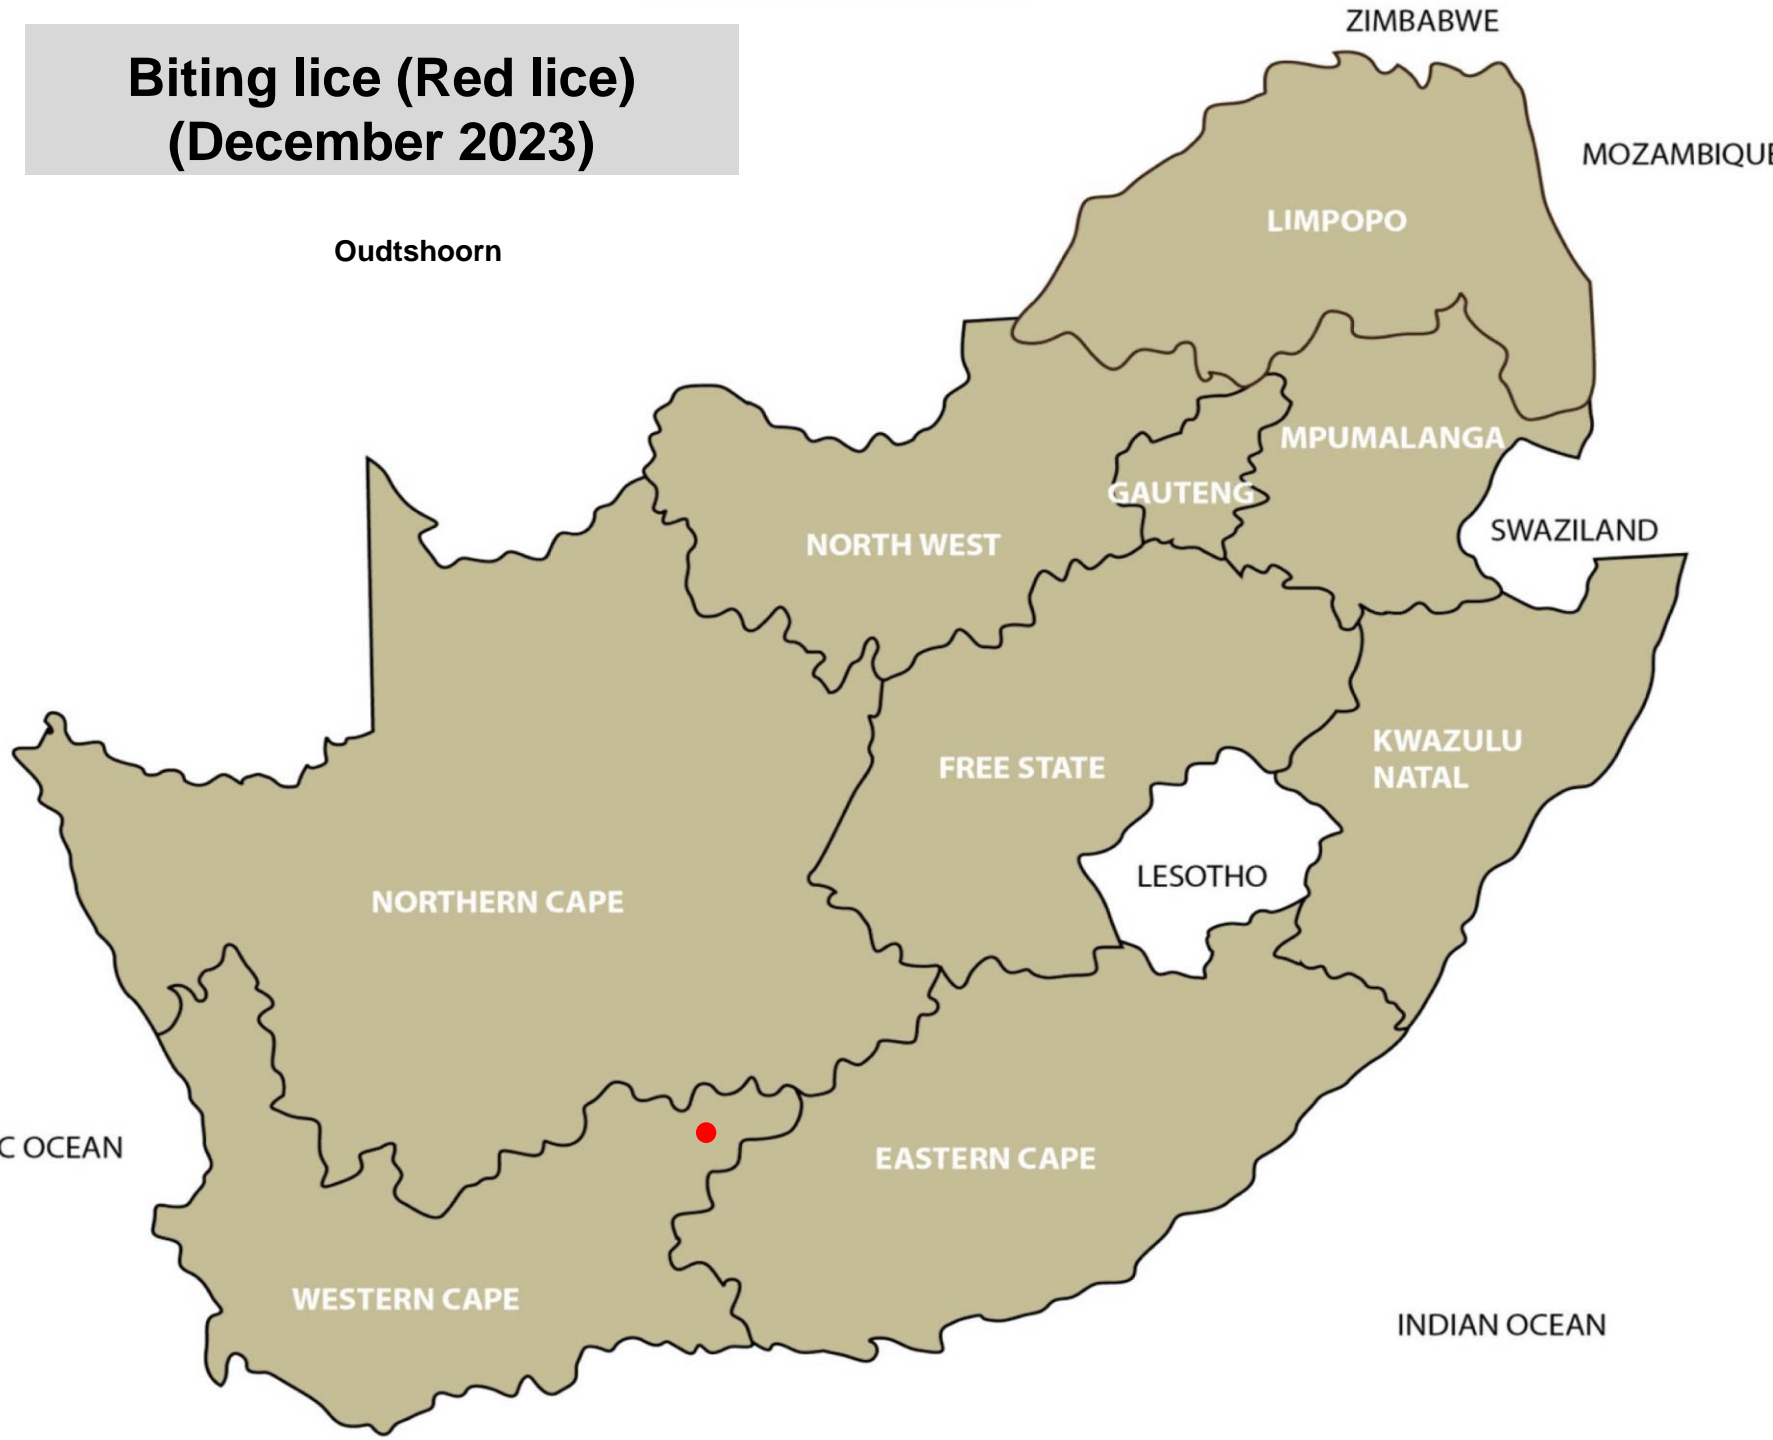 ZIMBABWE
Biting lice (Red lice)
(December 2023)
MOZAMBIQUE
LIMPOPO
Oudtshoorn
MPUMALANGA
GAUTENG
SWAZILAND
NORTH WEST
KWAZULU
NATAL
FREE STATE
LESOTHO
NORTHERN CAPE
C OCEAN
EASTERN CAPE
WESTERN CAPE
INDIAN OCEAN